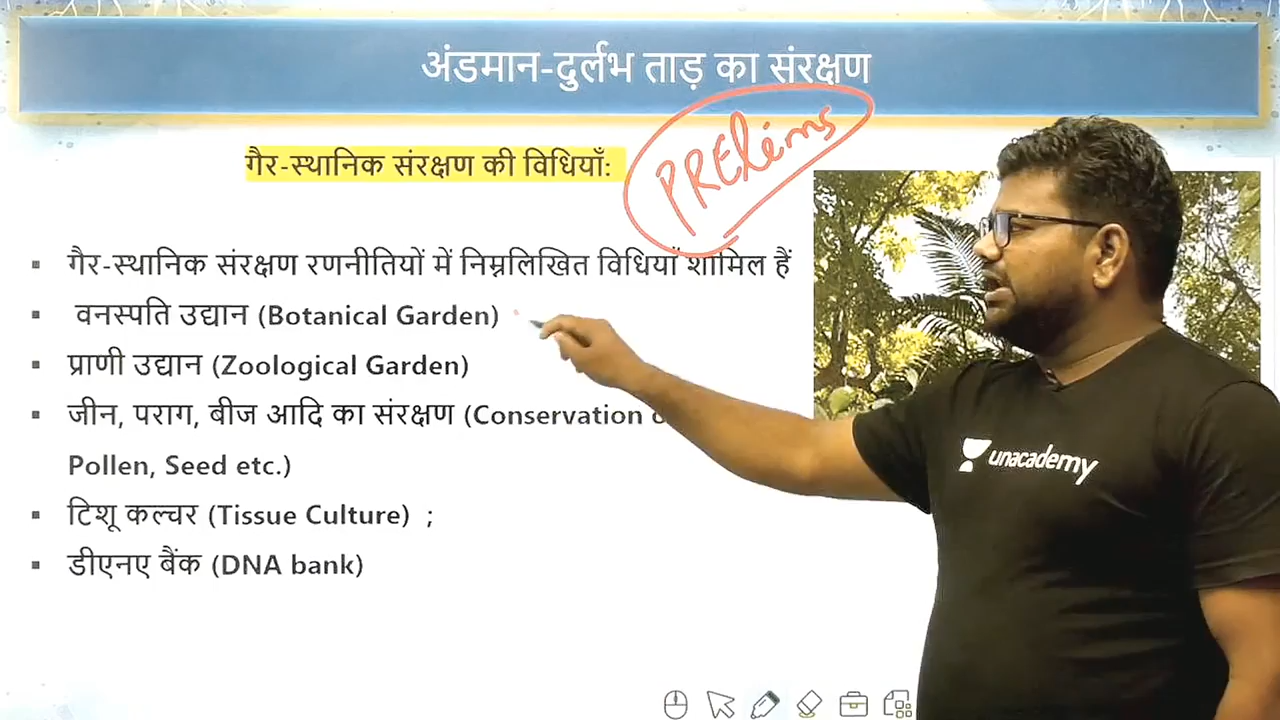 अंडमान-दुर्लभ ताड़ का संरक्षण
PRElims
गैर-स्थानिक संरक्षण की विधियाँ:
▪ गैर-स्थानिक संरक्षण रणनीतियों में निम्नलिखित विधियाँ शामिल हैं
▪ वनस्पति उद्यान (Botanical Garden)
▪ प्राणी उद्यान (Zoological Garden)
▪ जीन, पराग, बीज आदि का संरक्षण (Conservation
Pollen, Seed etc.)
▪ टिशू कल्चर (Tissue Culture) ;
▪ डीएनए बैंक (DNA bank)
unacademy